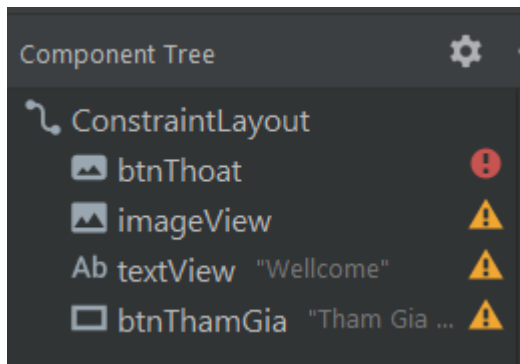 Component Tree
ConstraintLayout
btnThoat
imageView
Ab textView "Wellcome"
btnThamGia "Tham Gia ...